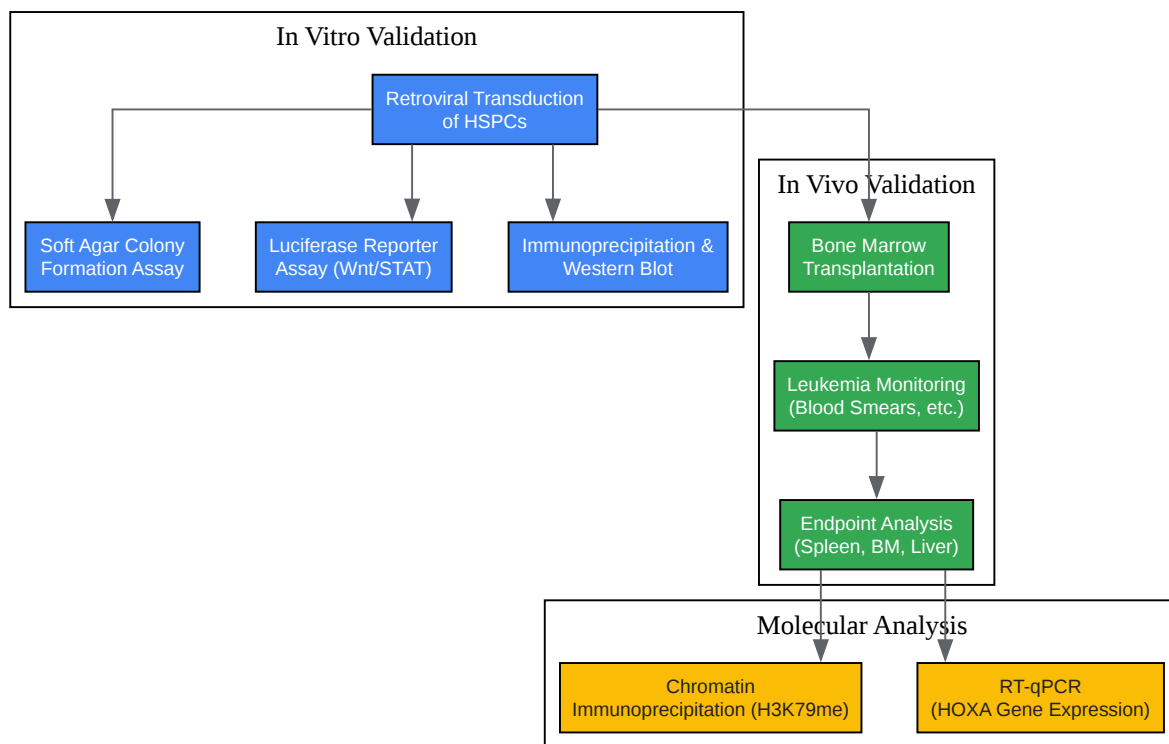 In Vitro Validation
Retroviral Transduction
of HSPCs
Soft Agar Colony
Formation Assay
Luciferase Reporter
Assay (Wnt/STAT)
Immunoprecipitation &
Western Blot
In Vivo Validation
Bone Marrow
Transplantation
Leukemia Monitoring
(Blood Smears, etc.)
Endpoint Analysis
(Spleen, BM, Liver)
Molecular Analysis
Chromatin
Immunoprecipitation (H3K79me)
RT-qPCR
(HOXA Gene Expression)